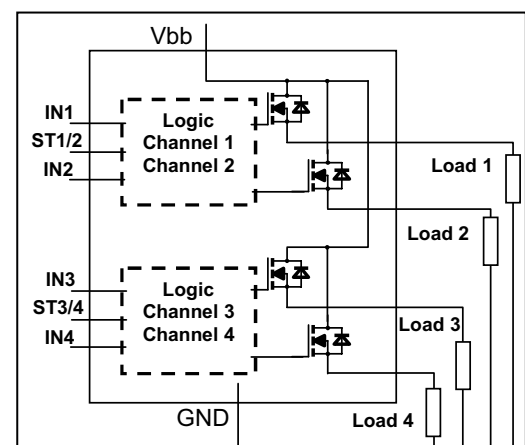 Vbb
IN1
ST1/2
IN2
Logic
Channel 1
Channel 2
Load 1
Load 2
IN3
ST3/4
IN4
Logic
Channel 3
Channel 4
Load 3
Load 4
GND